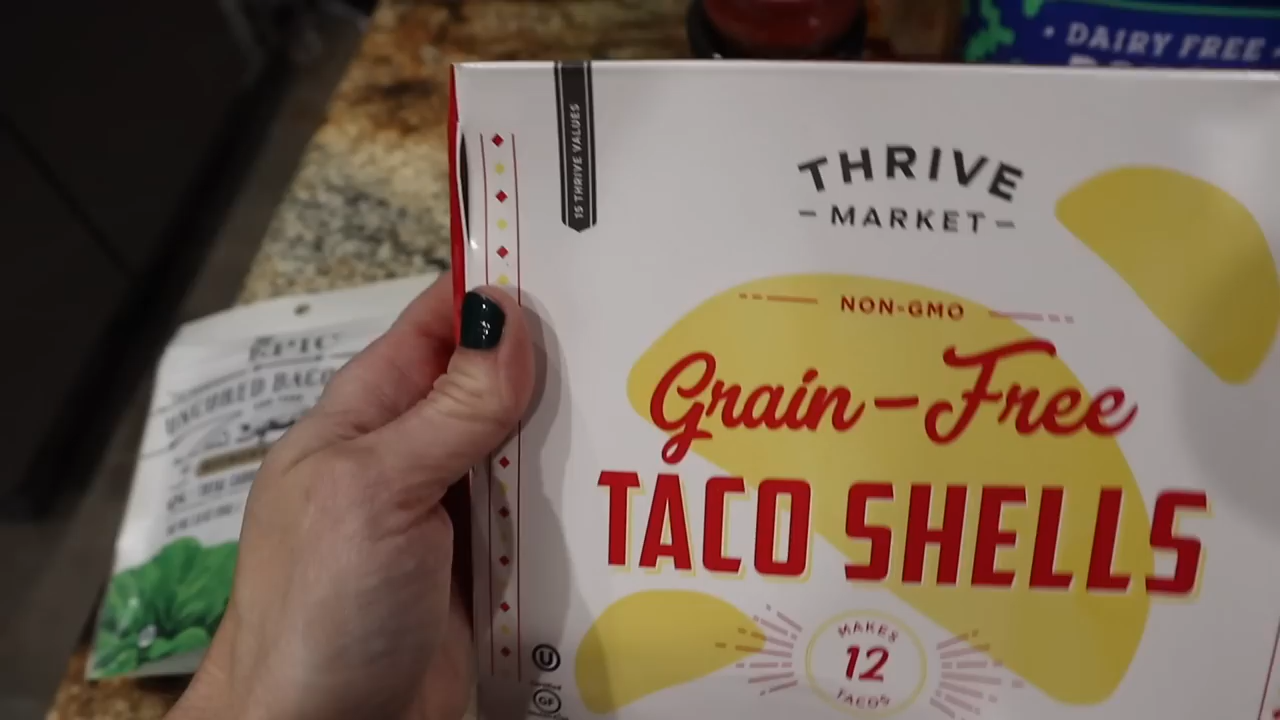 · DAIRY FREE ·
15 THRIVE VALUES
THRIVE
– MARKET –
NON-GMO
Grain-Free
TACO SHELLS
MAKES
12
TACOS
EPIC
UNCURED BACON